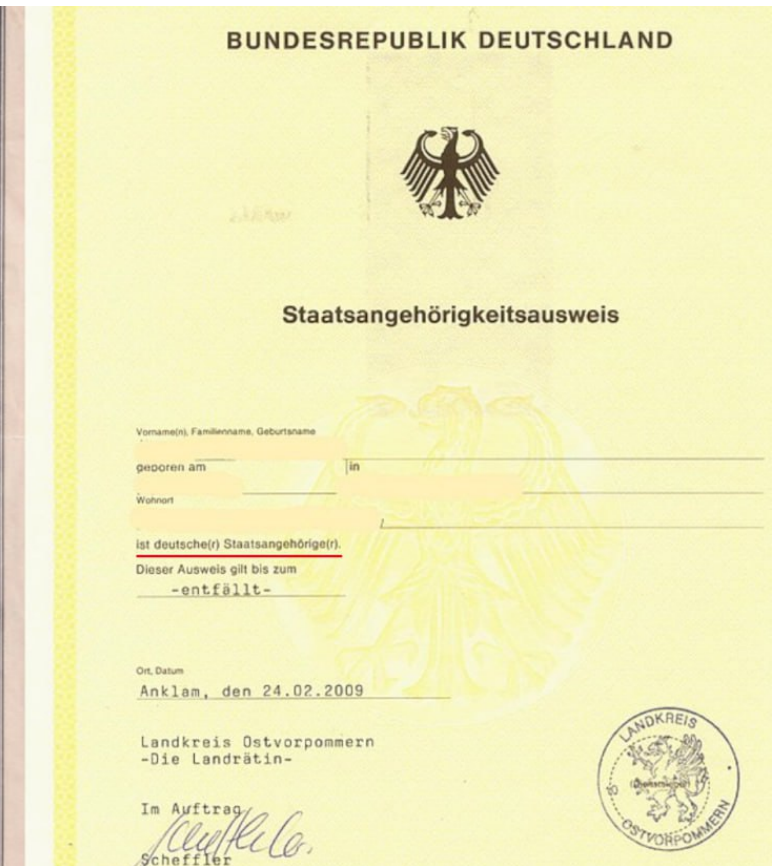 BUNDESREPUBLIK DEUTSCHLAND
Staatsangehörigkeitsausweis
Vorname(n), Familienname, Geburtsname
geboren am
in
Wohnort
ist deutsche(r) Staatsangehörige(r).
Dieser Ausweis gilt bis zum
-entfällt-
Ort, Datum
Anklam, den 24.02.2009
Landkreis Ostvorpommern
-Die Landrätin-
Im Auftrag
Scheffler
LANDKREIS
OSTVORPOMMERN